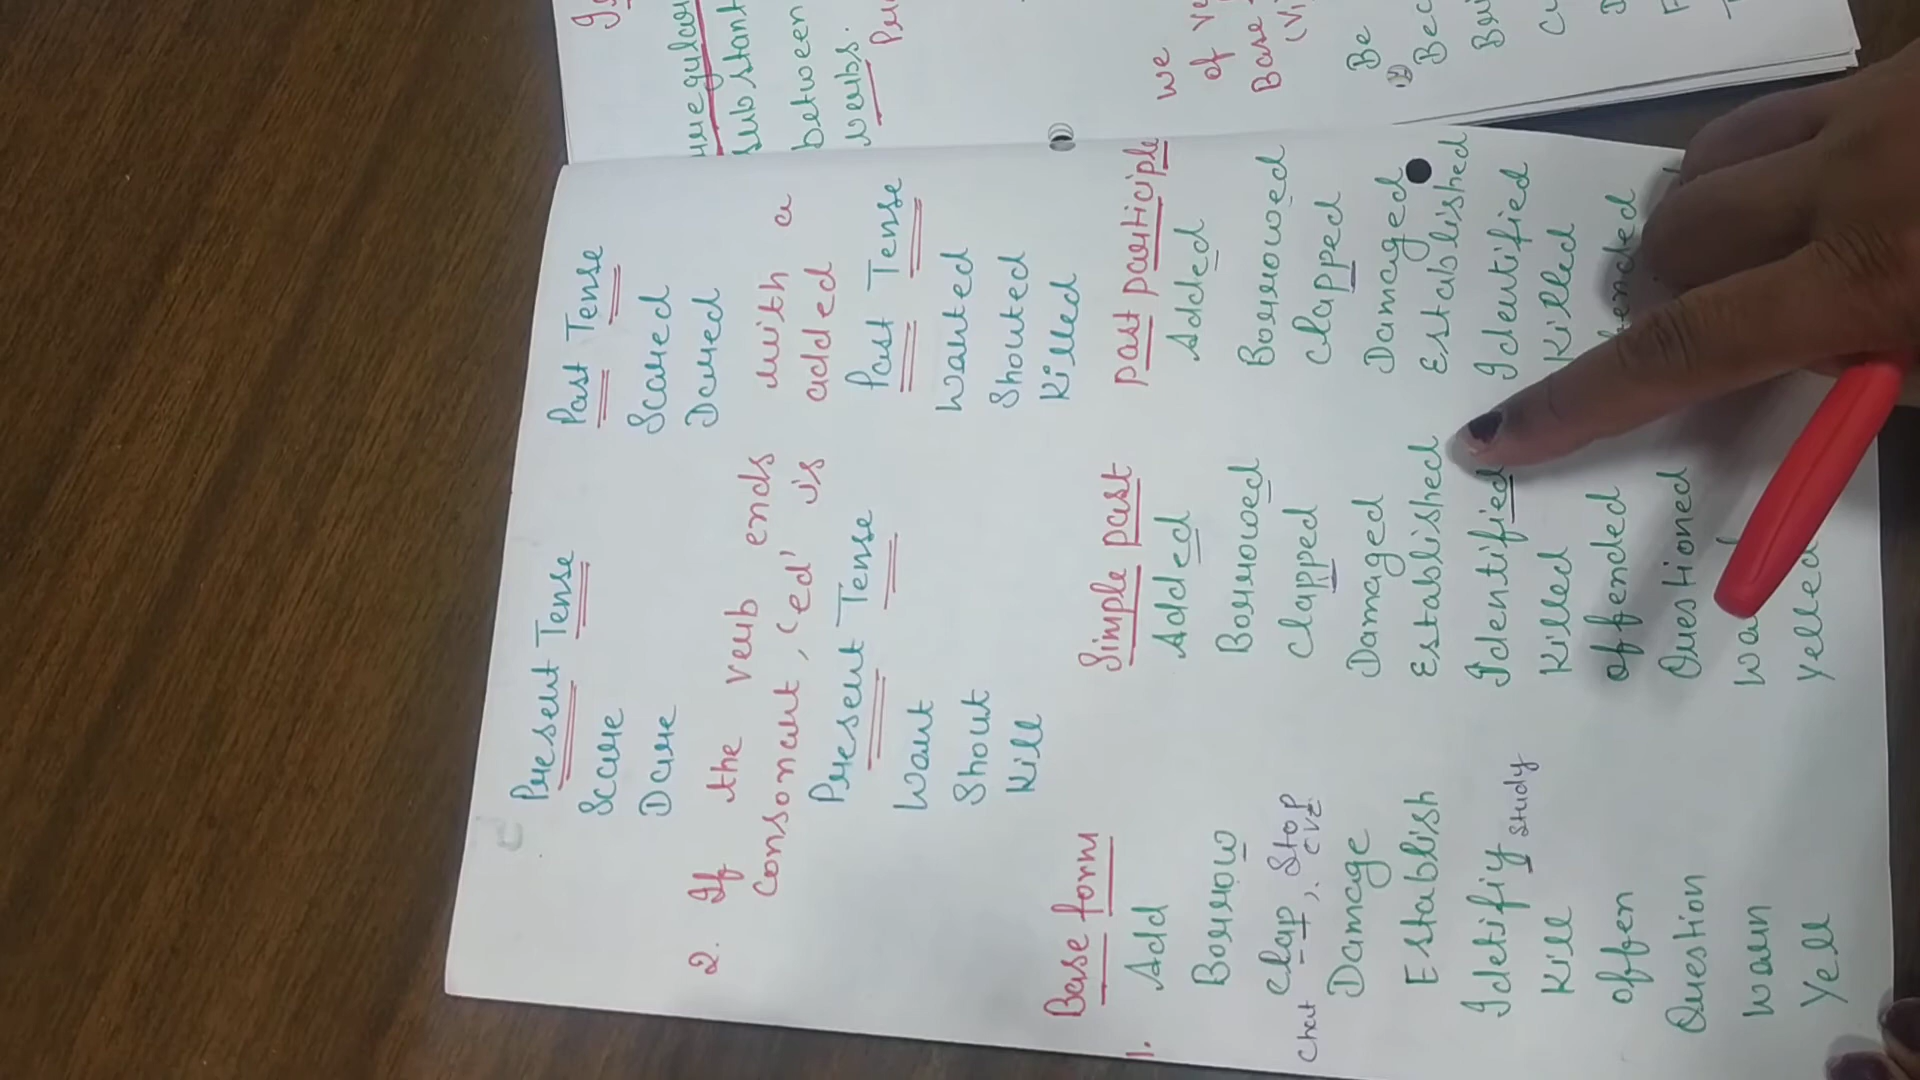 Present Tense Past Tense
Scare Scared
Dare Dared
2. If the verb ends with a
Consonant, 'ed' is added
Present Tense Past Tense
Want Wanted
Shout Shouted
Kill Killed
Base form Simple past past participle
1. Add Added Added
Borrow Borrowed Borrowed
Clap, Stop Clapped Clapped
Chat CVC
Damage Damaged Damaged
Establish Established Established
Idetifiy Identified Identified
study
Kill Killed Killed
Offen Offended
Question Questioned
Warn
Yell Yelled
substant
between
verbs.
we
of
Base
Be